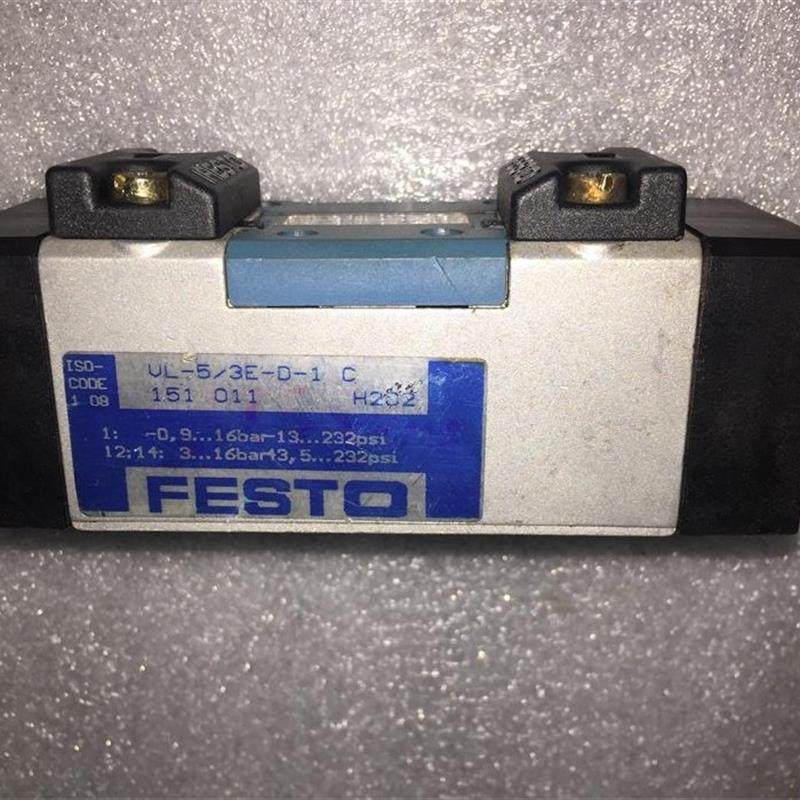 ISO-
CODE
1 08
VL-5/3E-D-1 C
151 011 H202
1: -0,9...16bar-13...232psi
12;14: 3...16bar43,5...232psi
FESTO